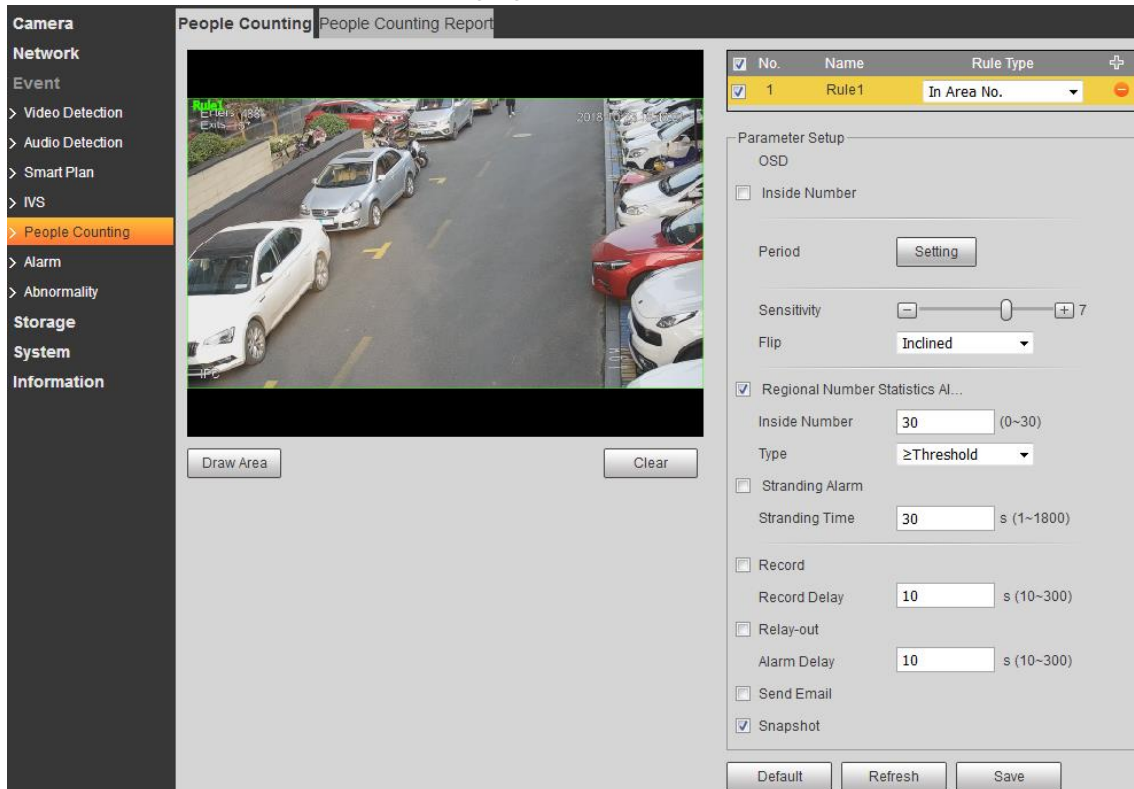 Camera
Network
Event
> Video Detection
> Audio Detection
> Smart Plan
> IVS
> People Counting
> Alarm
> Abnormality
Storage
System
Information
People Counting People Counting Report
Rule1
IPC
Draw Area Clear
No. Name Rule Type
1 Rule1 In Area No.
Parameter Setup
OSD
Inside Number
Period Setting
Sensitivity 7
Flip Inclined
Regional Number Statistics Al...
Inside Number 30 (0~30)
Type ≥Threshold
Stranding Alarm
Stranding Time 30 s (1~1800)
Record
Record Delay 10 s (10~300)
Relay-out
Alarm Delay 10 s (10~300)
Send Email
Snapshot
Default Refresh Save